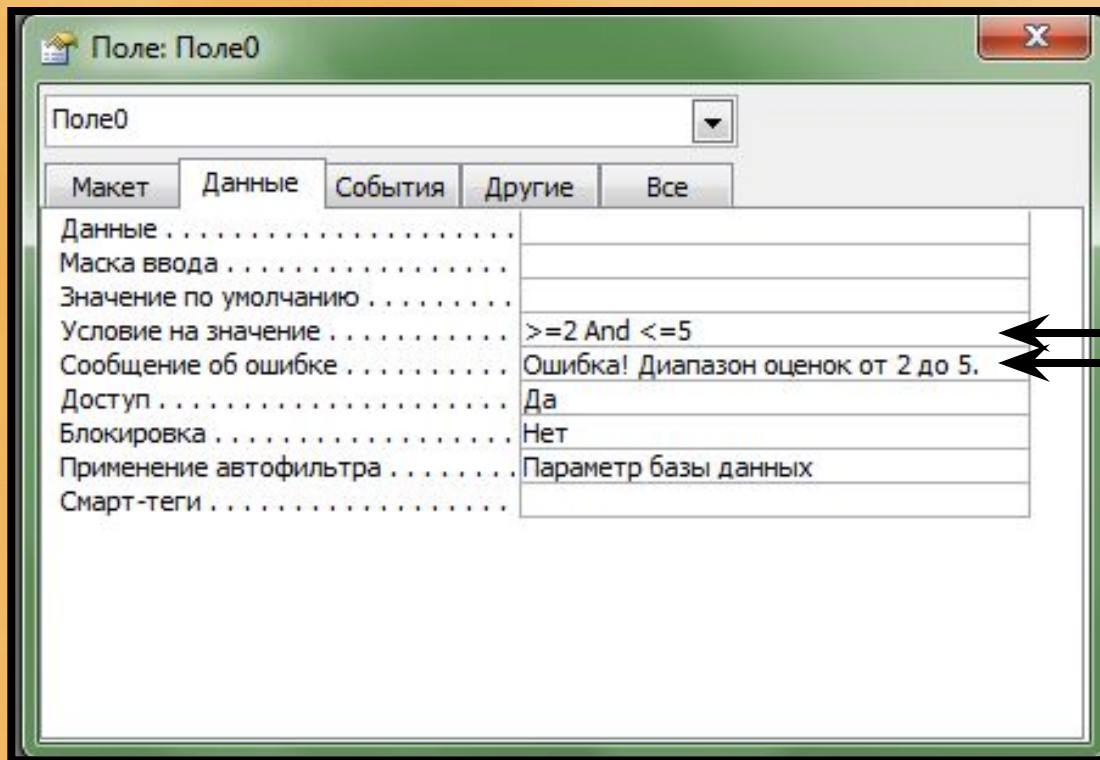 Поле: Поле0
Поле0
Макет Данные События Другие Все
Данные . . . . . . . . . . . . . . . . . . . . .
Маска ввода . . . . . . . . . . . . . . . . .
Значение по умолчанию . . . . . . . . .
Условие на значение . . . . . . . . . . . >=2 And <=5
Сообщение об ошибке . . . . . . . . . . Ошибка! Диапазон оценок от 2 до 5.
Доступ . . . . . . . . . . . . . . . . . . . . . Да
Блокировка . . . . . . . . . . . . . . . . . . Нет
Применение автофильтра . . . . . . . . Параметр базы данных
Смарт-теги . . . . . . . . . . . . . . . . . .